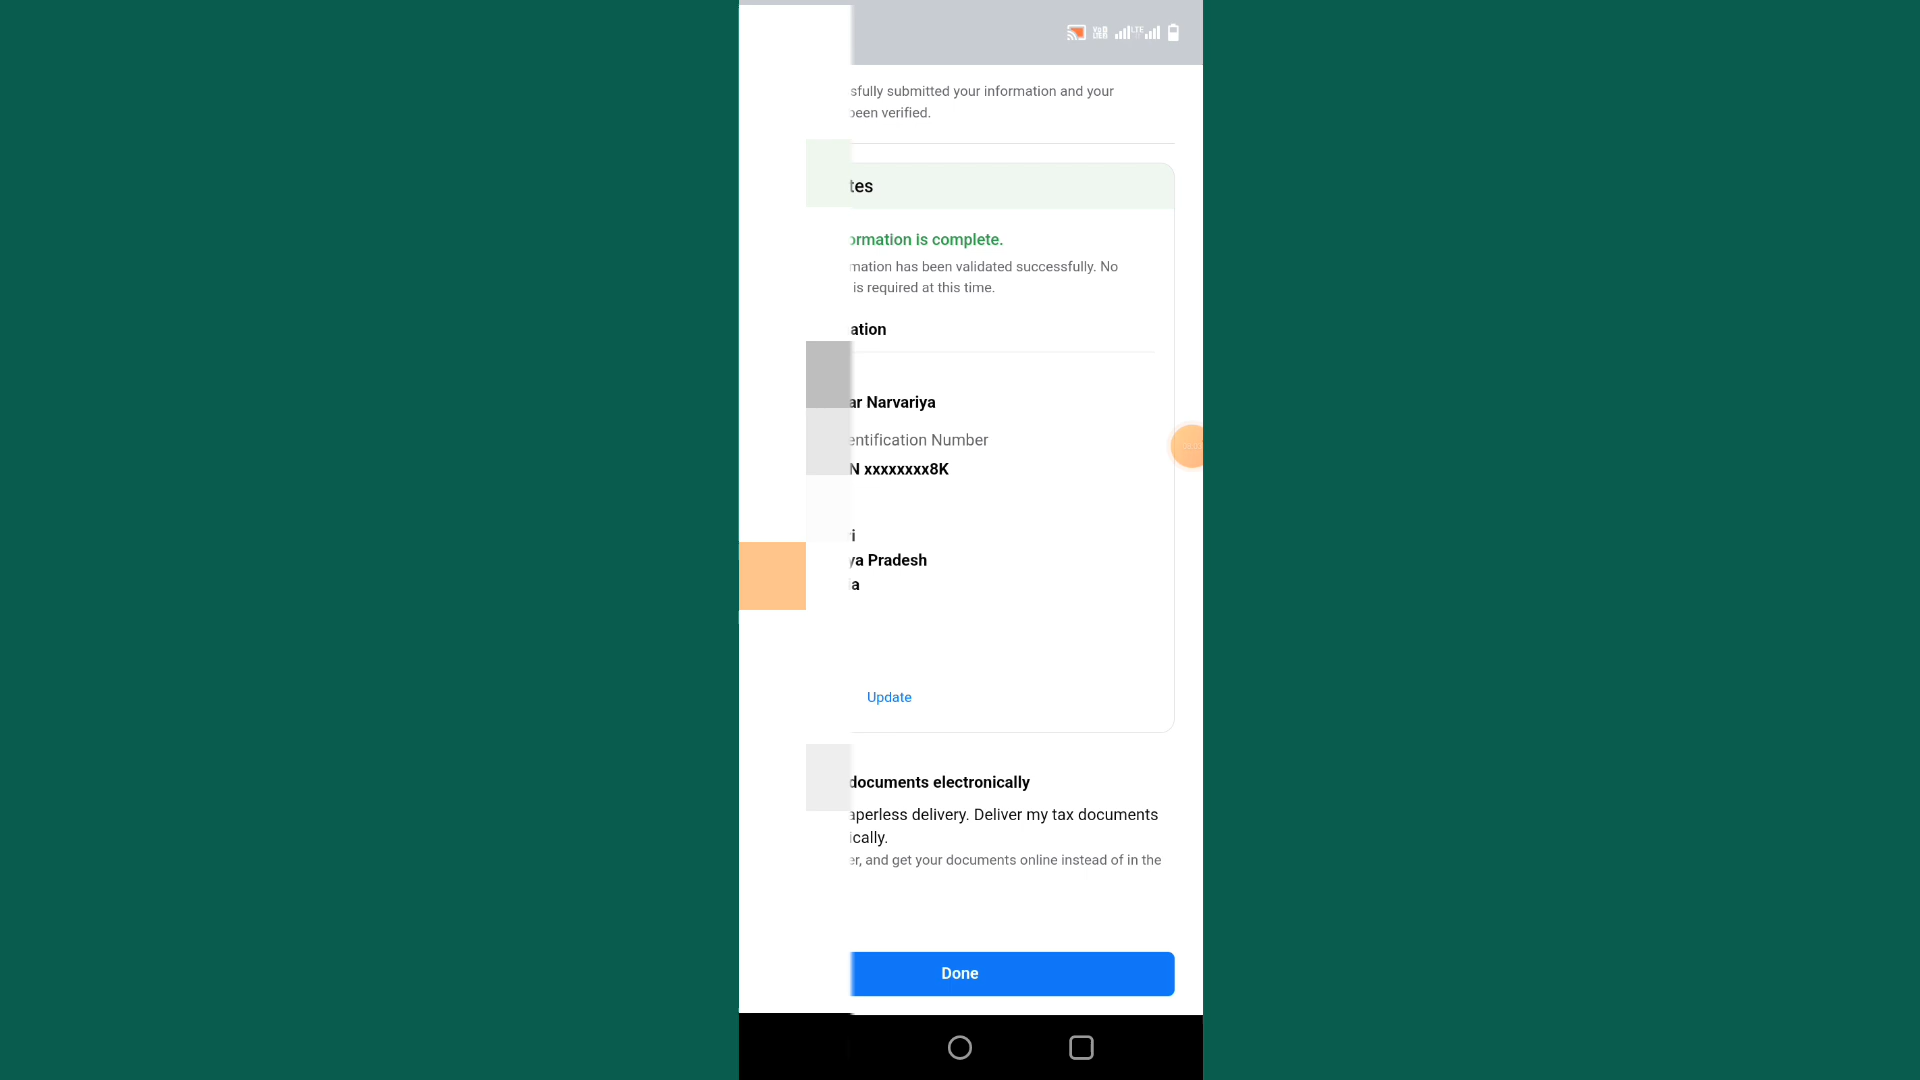 sfully submitted your information and your
been verified.
tes
ormation is complete.
mation has been validated successfully. No
is required at this time.
ation
ar Narvariya
entification Number
N xxxxxxxx8K
ri
ya Pradesh
a
Update
documents electronically
aperless delivery. Deliver my tax documents
ically.
er, and get your documents online instead of in the
Done